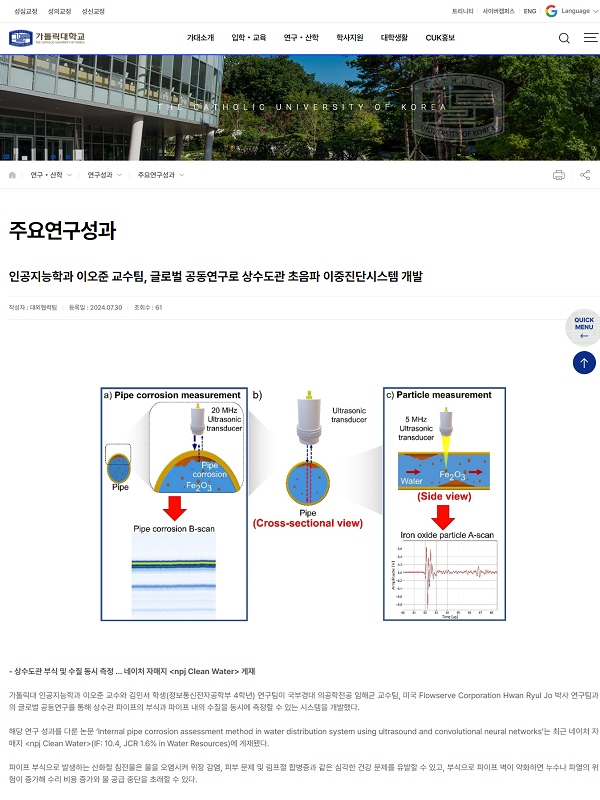 성심교정 성의교정 성신교정
트리니티 사이버캠퍼스 ENG Language
가톨릭대학교
THE CATHOLIC UNIVERSITY OF KOREA
가대소개 입학・교육 연구・산학 학사지원 대학생활 CUK홍보
THE CATHOLIC UNIVERSITY OF KOREA
UNIVERSITY OF KOREA
연구・산학 연구성과 주요연구성과
주요연구성과
인공지능학과 이오준 교수팀, 글로벌 공동연구로 상수도관 초음파 이중진단시스템 개발
작성자 : 대외협력팀 등록일 : 2024.07.30 조회수 : 61
QUICK
MENU
a) Pipe corrosion measurement
20 MHz
Ultrasonic
transducer
Pipe
corrosion
Fe2O3
Pipe
Pipe corrosion B-scan
b)
Ultrasonic
transducer
Pipe
(Cross-sectional view)
c) Particle measurement
5 MHz
Ultrasonic
transducer
Water
Fe2O3
(Side view)
Iron oxide particle A-scan
Time [μs]
- 상수도관 부식 및 수질 동시 측정 … 네이처 자매지 <npj Clean Water> 게재
가톨릭대 인공지능학과 이오준 교수와 김민서 학생(정보통신전자공학부 4학년) 연구팀이 국부경대 의공학전공 임해균 교수팀, 미국 Flowserve Corporation Hwan Ryul Jo 박사 연구팀과
의 글로벌 공동연구를 통해 상수관 파이프의 부식과 파이프 내의 수질을 동시에 측정할 수 있는 시스템을 개발했다.
해당 연구 성과를 다룬 논문 'Internal pipe corrosion assessment method in water distribution system using ultrasound and convolutional neural networks'는 최근 네이처 자
매지 <npj Clean Water>(IF: 10.4, JCR 1.6% in Water Resources)에 게재됐다.
파이프 부식으로 발생하는 산화철 침전물은 물을 오염시켜 위장 감염, 피부 문제 및 림프절 합병증과 같은 심각한 건강 문제를 유발할 수 있고, 부식으로 파이프 벽이 약화하면 누수나 파열의 위
험이 증가해 수리 비용 증가와 물 공급 중단을 초래할 수 있다.